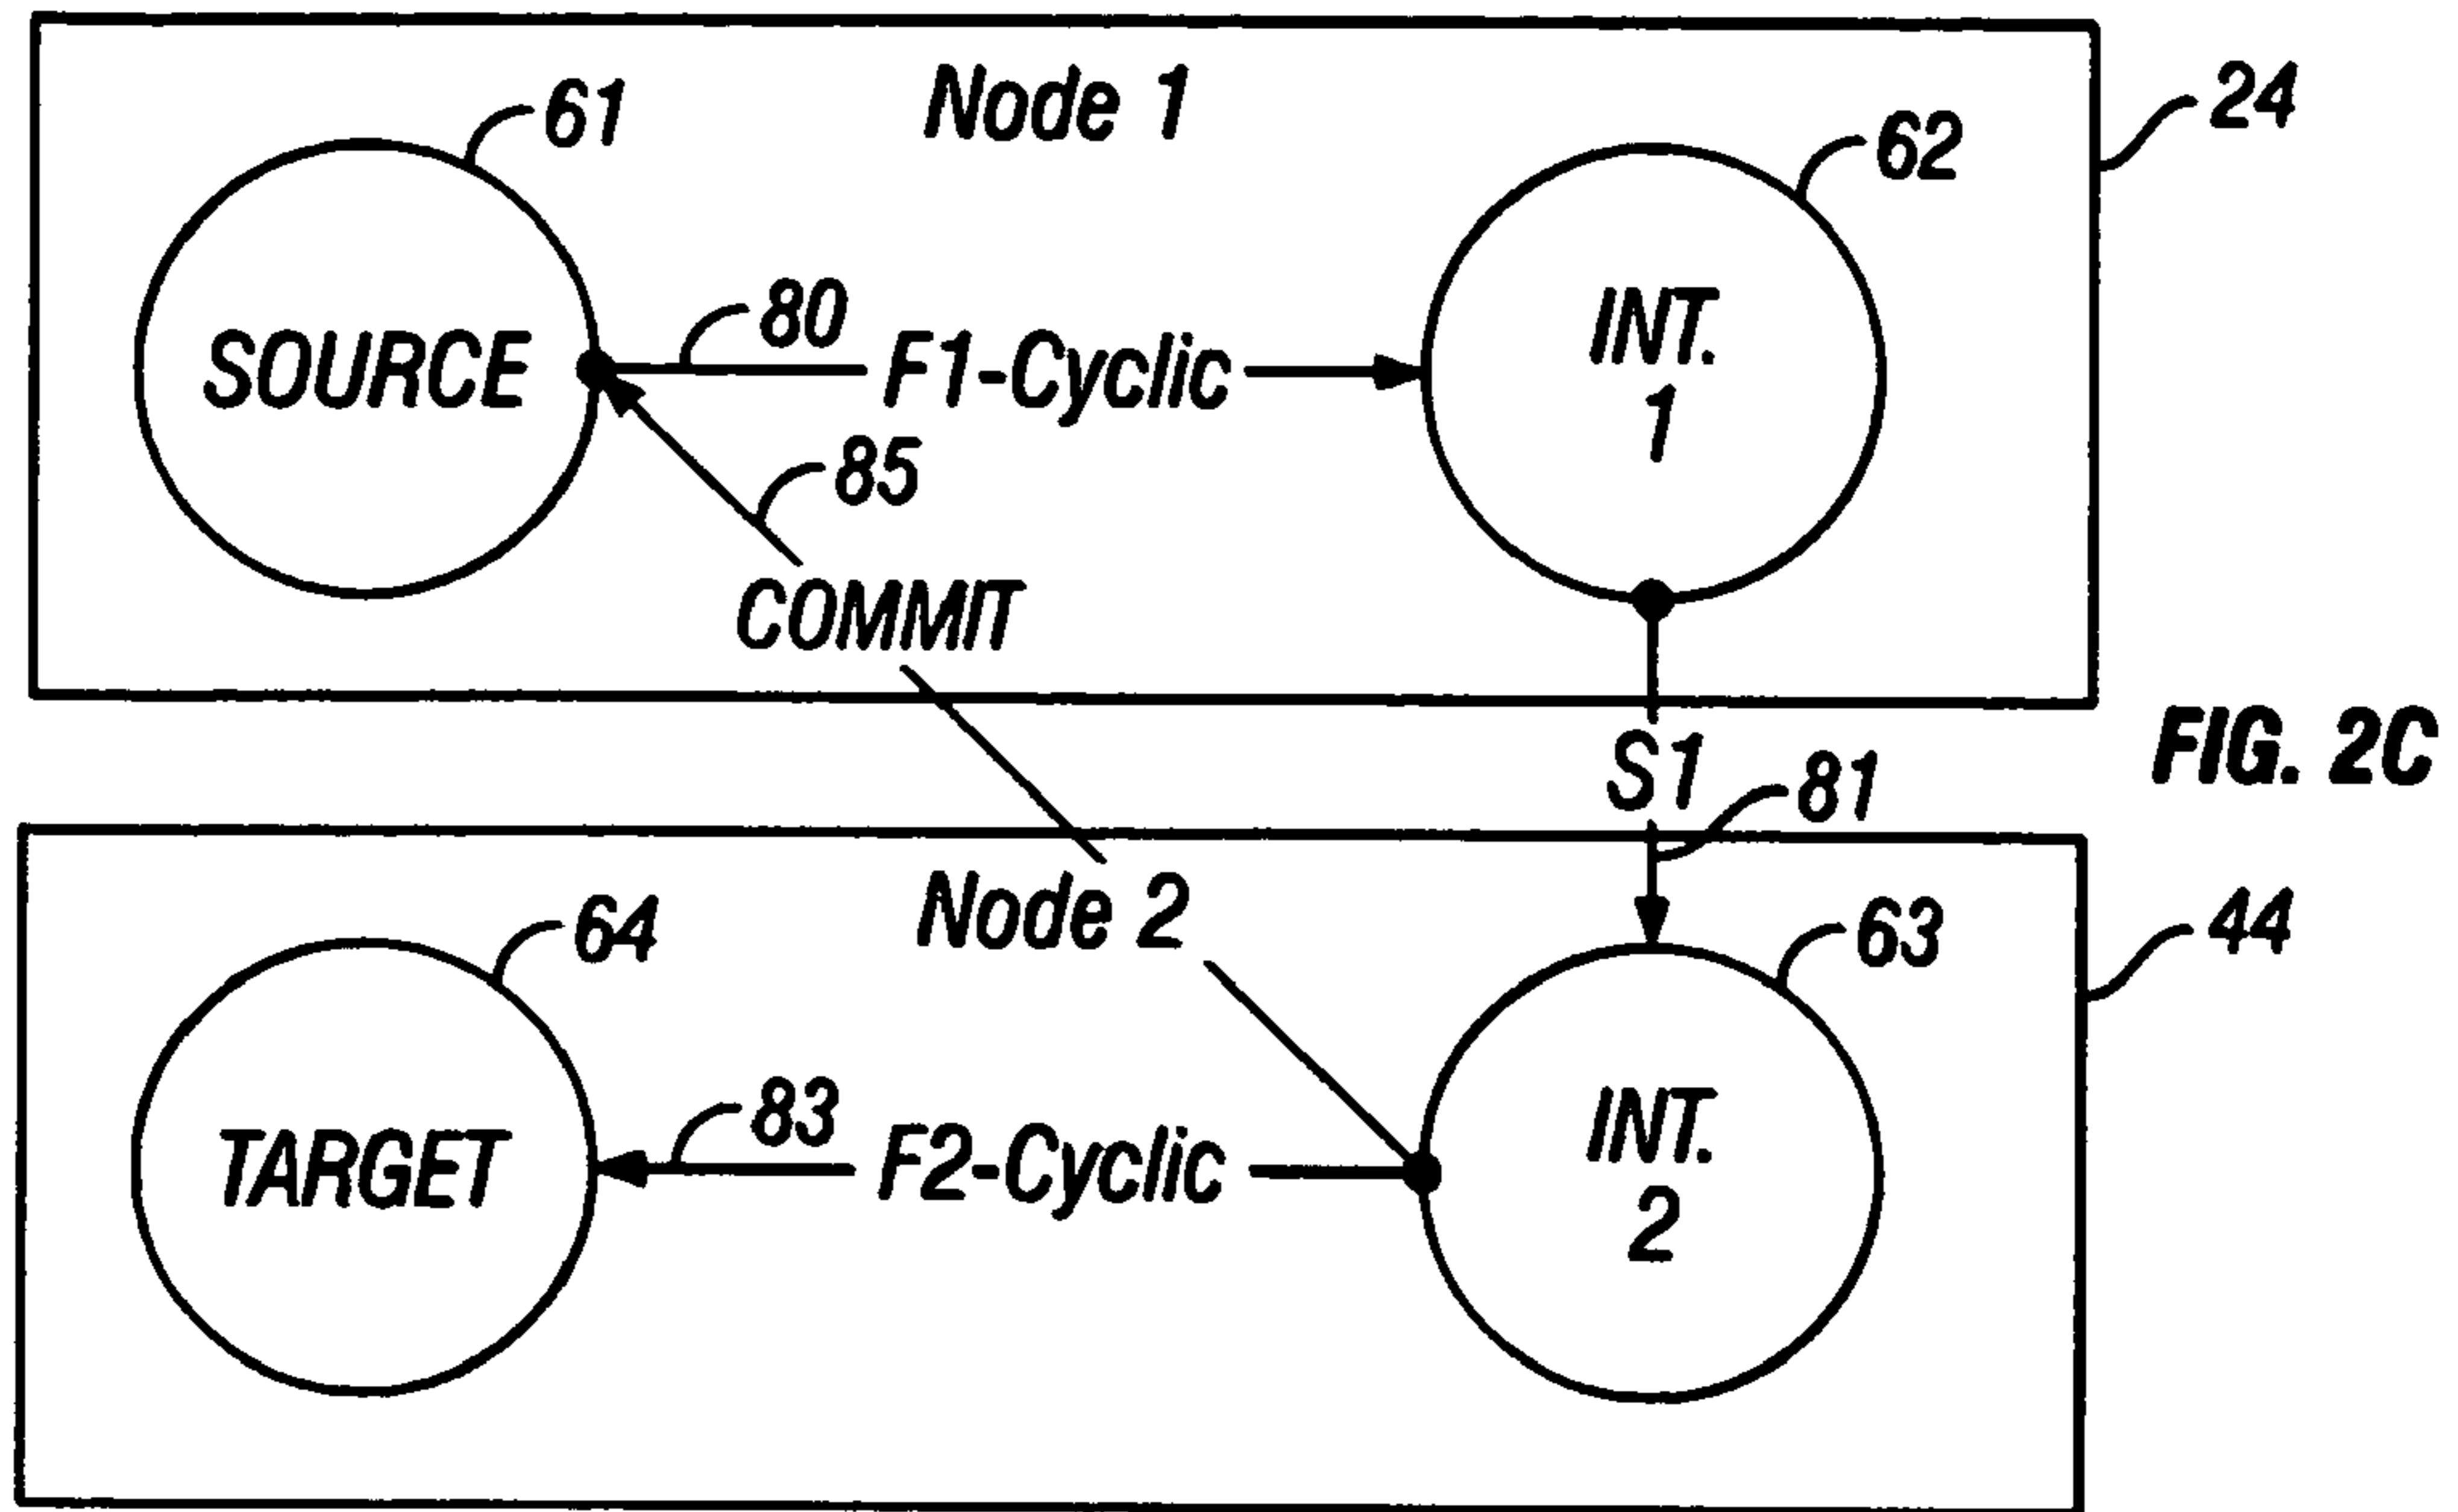 Node 1
61
62
24
SOURCE
80
F1-Cyclic
INT.
1
85
COMMIT
S1
81
FIG. 2C
Node 2
64
63
44
TARGET
83
F2-Cyclic
INT.
2